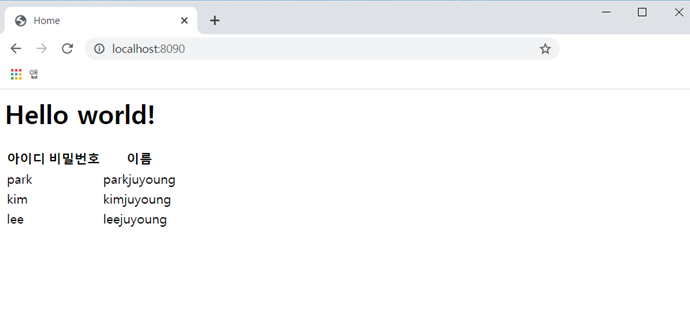 Home
localhost:8090
앱
Hello world!
아이디 비밀번호 이름
park parkjuyoung
kim kimjuyoung
lee leejuyoung